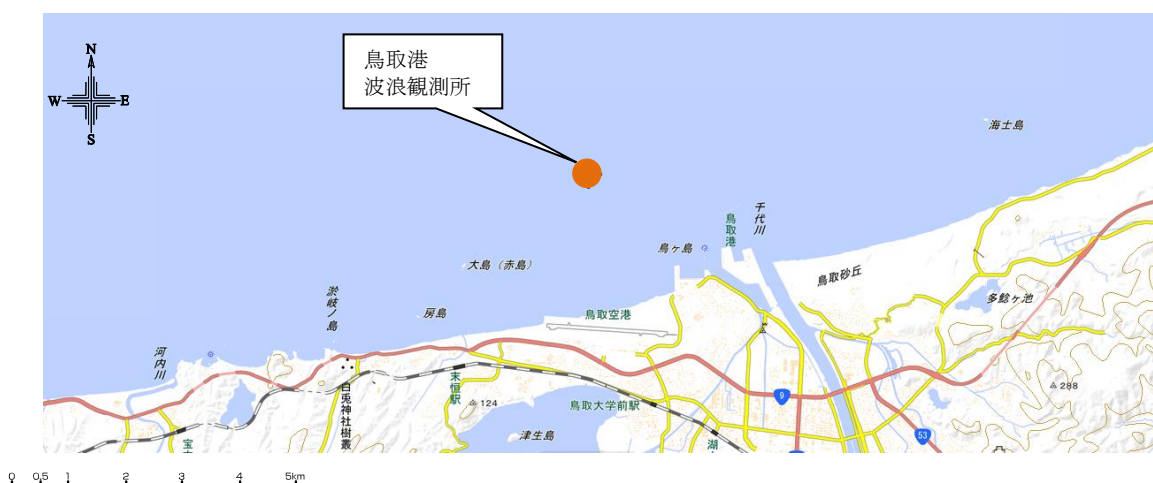 鳥取港
波浪観測所
N
W
E
S
海士島
千代川
鳥取港
鳥ヶ島
大島（赤島）
鳥取砂丘
多鯰ヶ池
淤岐ノ島
房島
鳥取空港
河内川
288
末恒駅
白兎神社樹叢
124
鳥取大学前駅
9
津生島
53
宝
湖
0 0.5 1 2 3 4 5km